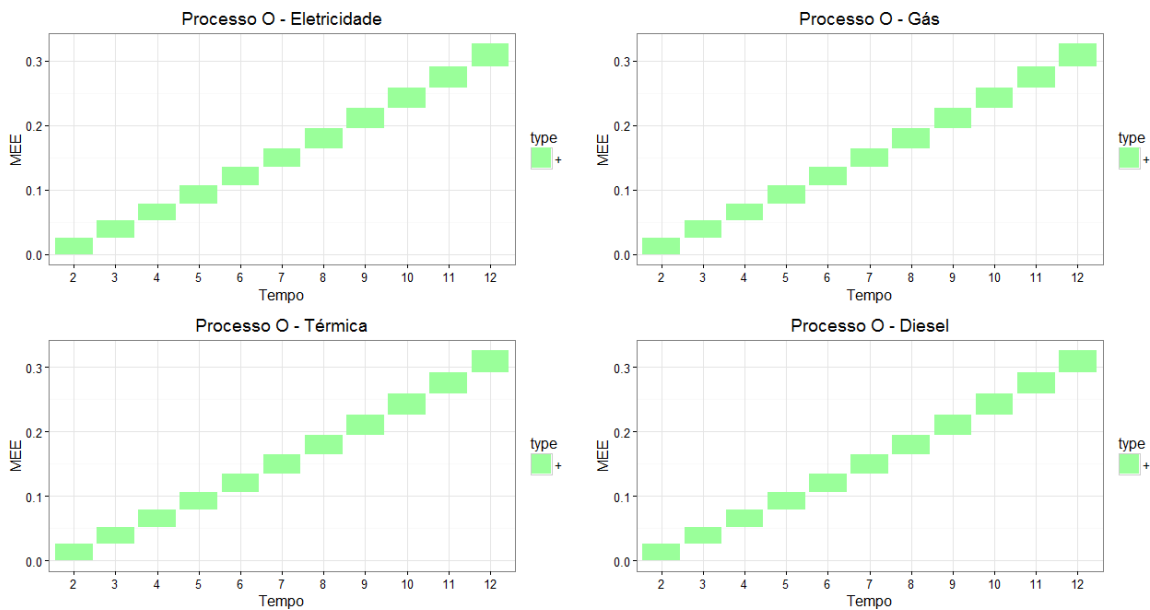 Processo O - Eletricidade
MEE
0.3
0.2
0.1
0.0
2 3 4 5 6 7 8 9 10 11 12
Tempo
type
+
Processo O - Gás
MEE
0.3
0.2
0.1
0.0
2 3 4 5 6 7 8 9 10 11 12
Tempo
type
+
Processo O - Térmica
MEE
0.3
0.2
0.1
0.0
2 3 4 5 6 7 8 9 10 11 12
Tempo
type
+
Processo O - Diesel
MEE
0.3
0.2
0.1
0.0
2 3 4 5 6 7 8 9 10 11 12
Tempo
type
+